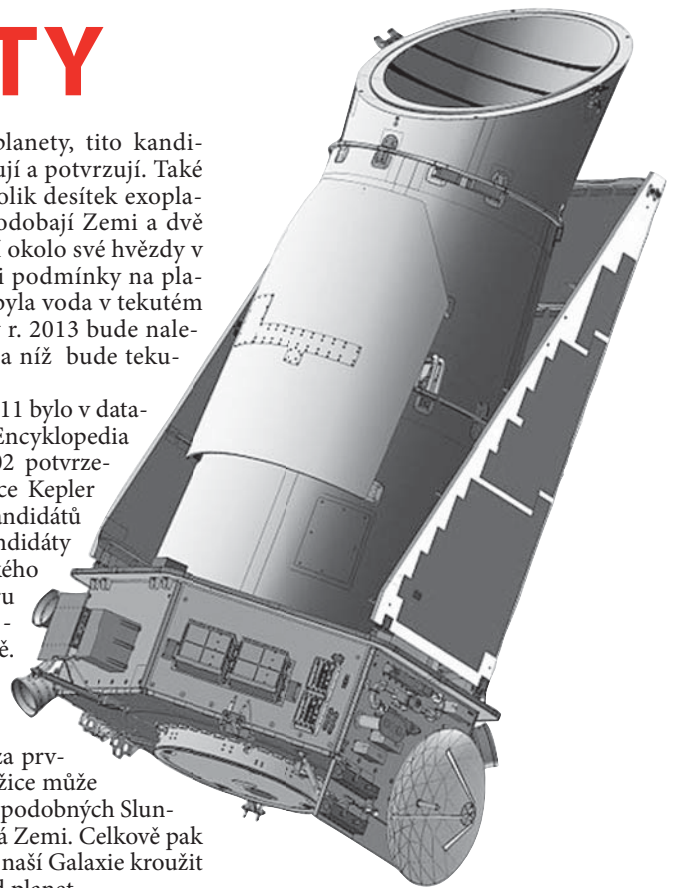 TY
planety, tito kandi-
ují a potvrzují. Také
olik desítek exopla-
odobají Zemi a dvě
í okolo své hvězdy v
i podmínky na pla-
byla voda v tekutém
v r. 2013 bude nale-
a níž bude teku-
11 bylo v data-
Encyklopedia
02 potvrze-
ce Kepler
andidátů
ndidáty
kého
ru
-
ě.
za prv-
žice může
podobných Slun-
á Zemi. Celkově pak
naší Galaxie kroužit
d planet